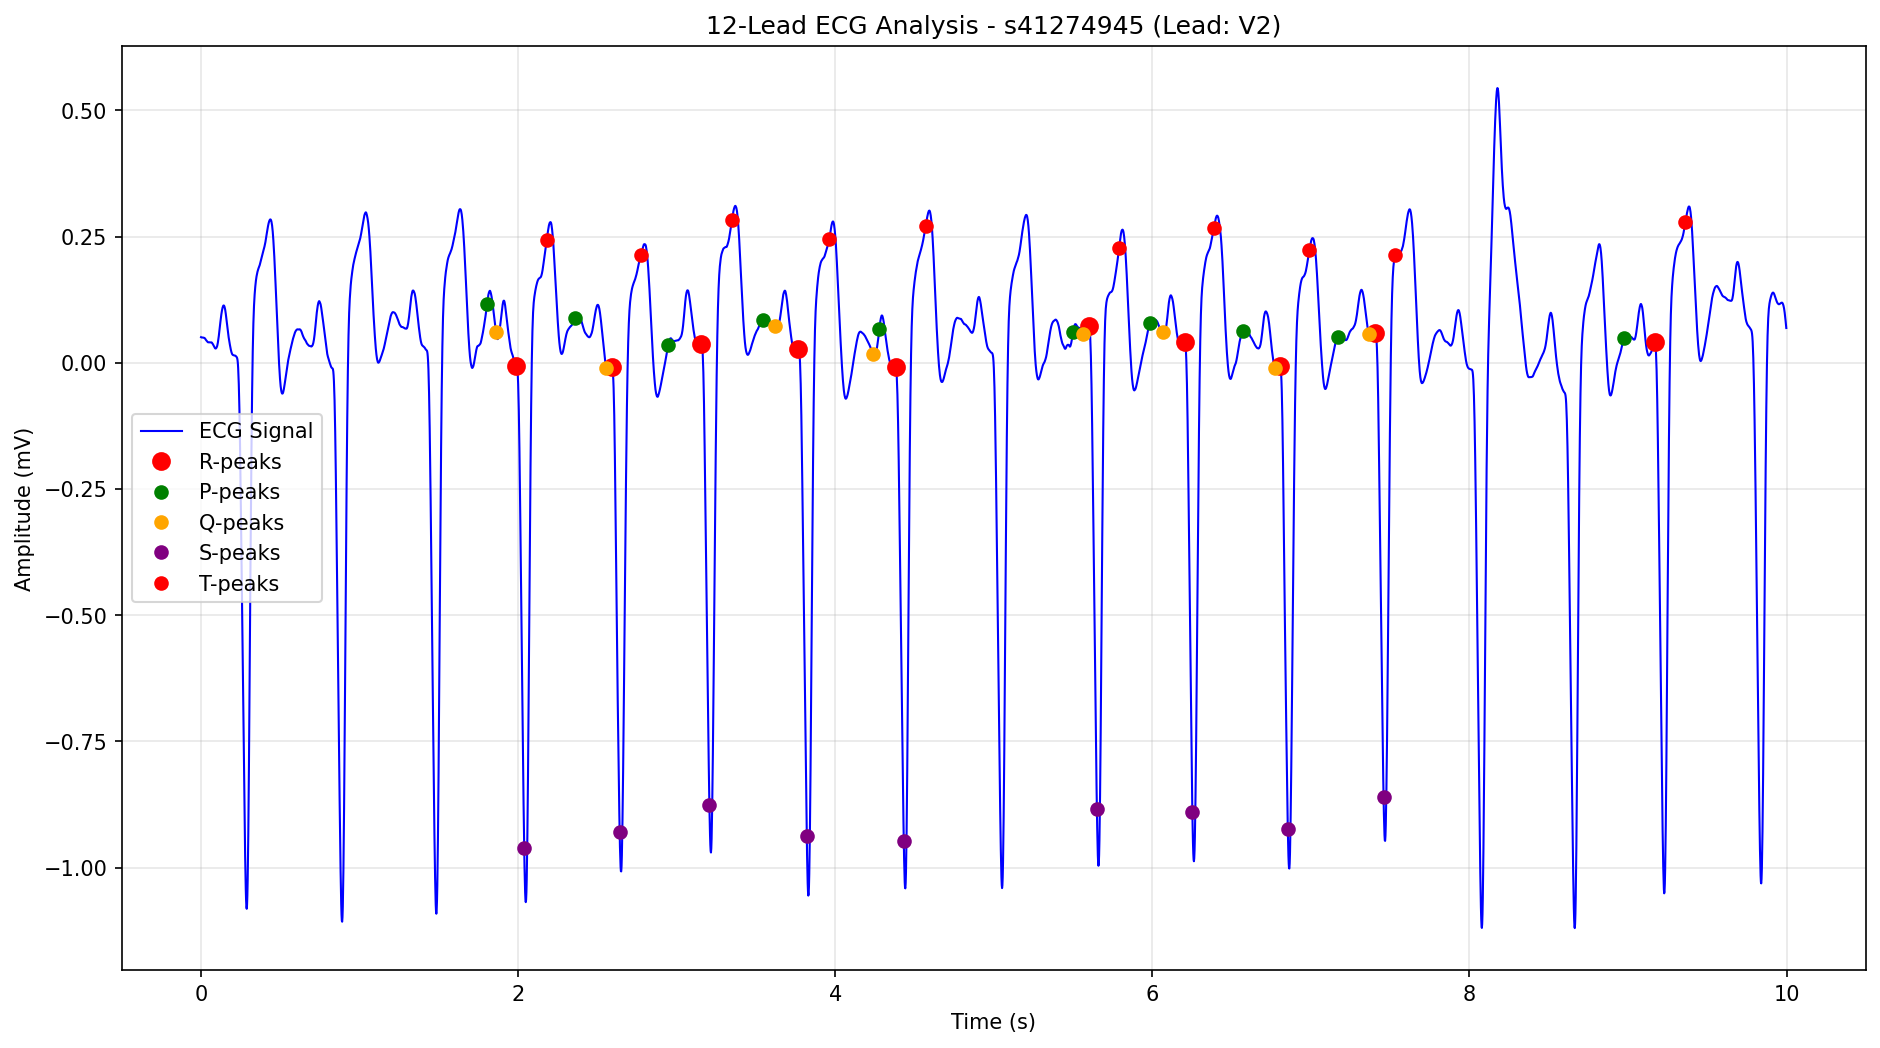 12-Lead ECG Analysis - s41274945 (Lead: V2)
0.50
0.25
0.00
−0.25
−0.50
−0.75
−1.00
Amplitude (mV)
ECG Signal
R-peaks
P-peaks
Q-peaks
S-peaks
T-peaks
0 2 4 6 8 10
Time (s)